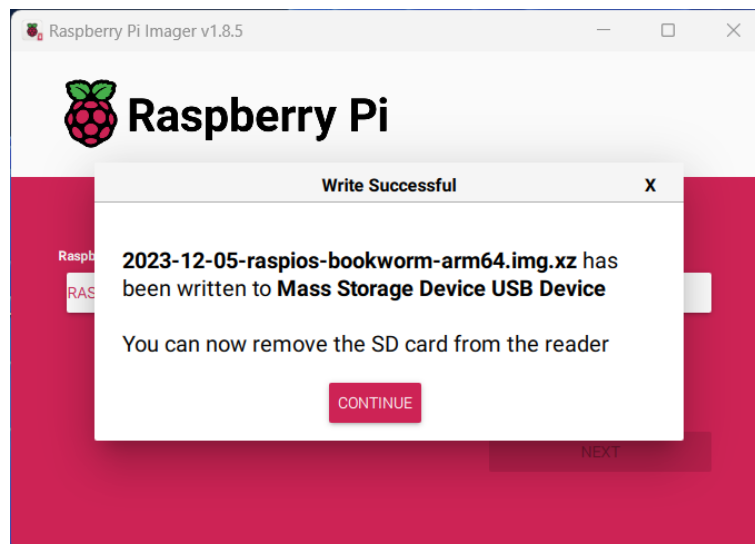 Raspberry Pi Imager v1.8.5
Raspberry Pi
Write Successful
X
Raspb
2023-12-05-raspios-bookworm-arm64.img.xz has
been written to Mass Storage Device USB Device
RAS
You can now remove the SD card from the reader
CONTINUE
NEXT